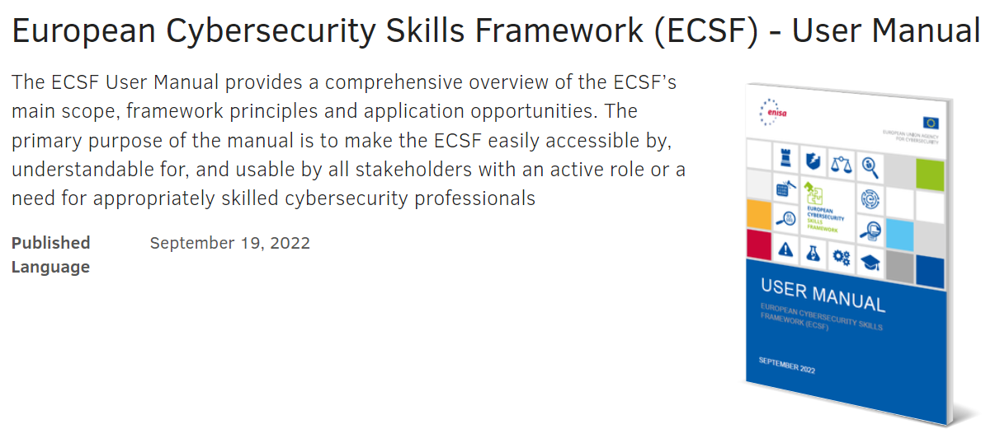 European Cybersecurity Skills Framework (ECSF) - User Manual
The ECSF User Manual provides a comprehensive overview of the ECSF’s
main scope, framework principles and application opportunities. The
primary purpose of the manual is to make the ECSF easily accessible by,
understandable for, and usable by all stakeholders with an active role or a
need for appropriately skilled cybersecurity professionals
Published September 19, 2022
Language
enisa
EUROPEAN UNION AGENCY
FOR CYBERSECURITY
EUROPEAN
CYBERSECURITY
SKILLS
FRAMEWORK
USER MANUAL
EUROPEAN CYBERSECURITY SKILLS
FRAMEWORK (ECSF)
SEPTEMBER 2022